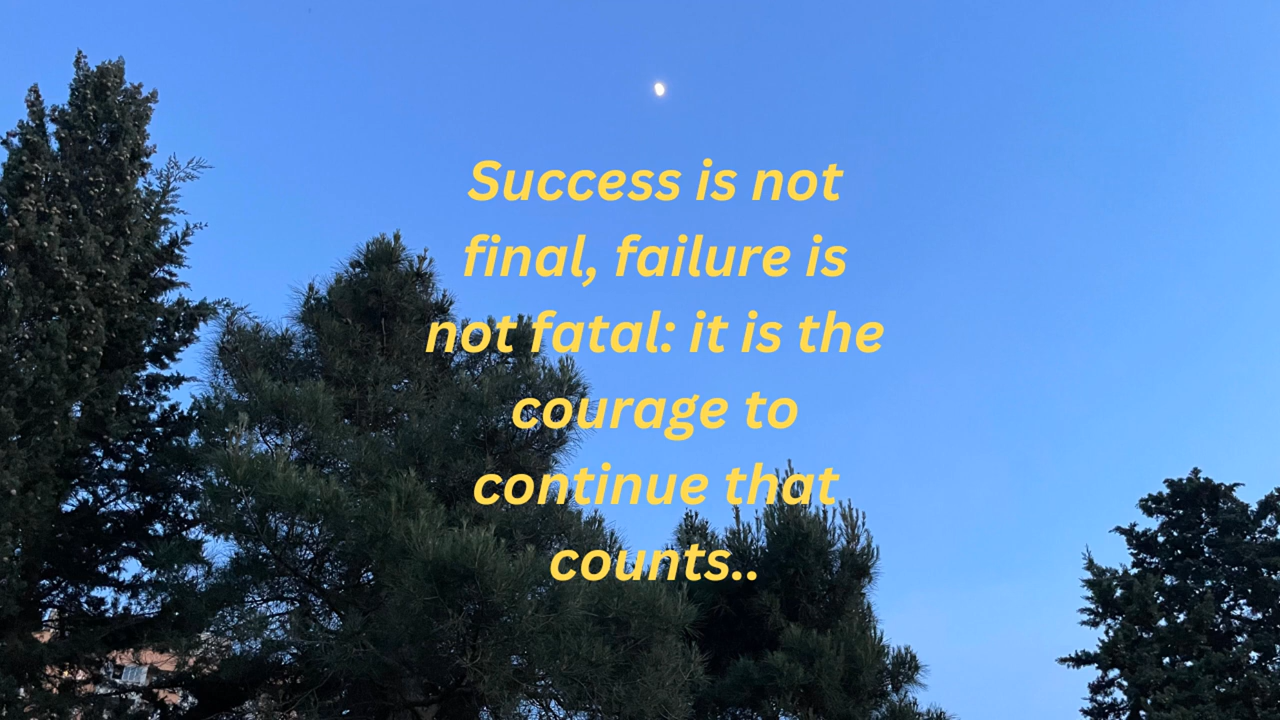 Success is not
final, failure is
not fatal: it is the
courage to
continue that
counts..